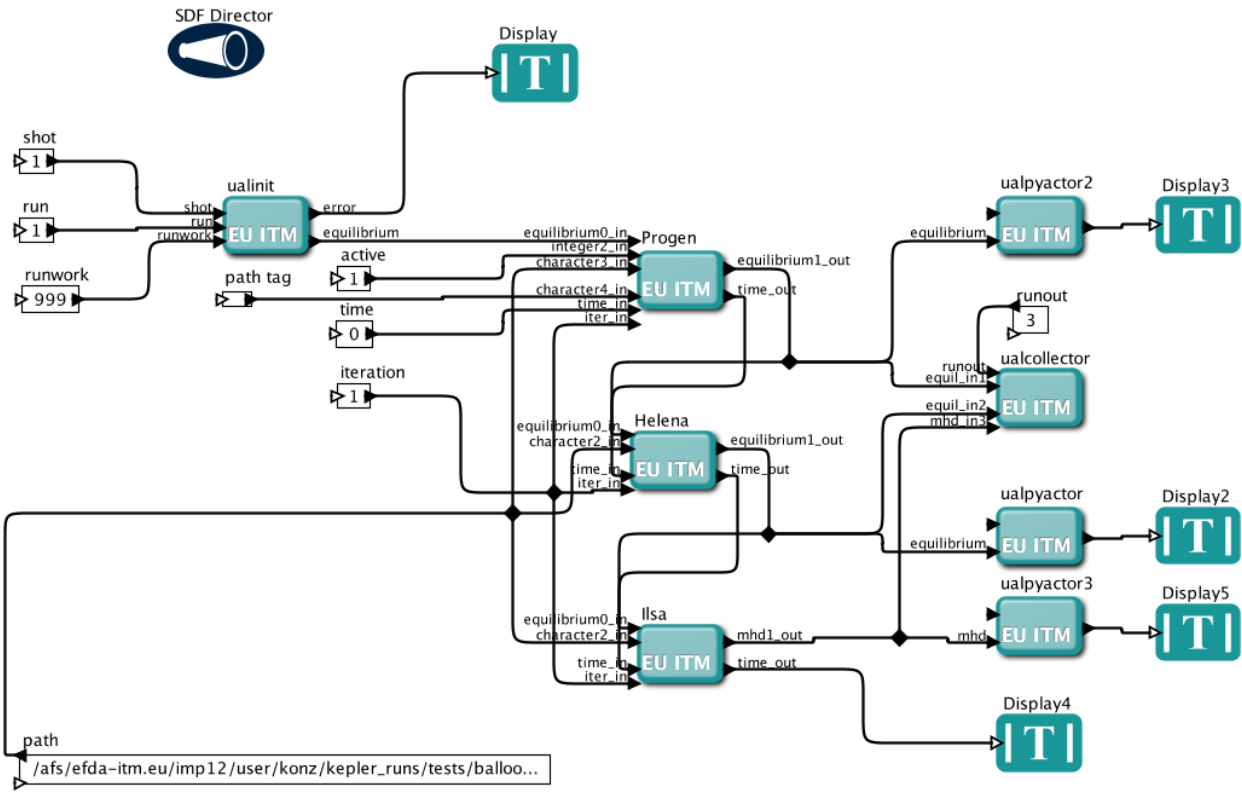 SDF Director
Display
T
shot
1
run
1
runwork
999
ualinit
shot
run
runwork
EU ITM
error
equilibrium
active
1
path tag
time
0
iteration
1
Progen
equilibrium0_in
integer2_in
character3_in
character4_in
time_in
iter_in
EU ITM
equilibrium1_out
time_out
ualpyactor2
equilibrium
EU ITM
Display3
T
runout
3
ualcollector
runout
equil_in1
equil_in2
mhd_in3
EU ITM
Helena
equilibrium0_in
character2_in
time_in
iter_in
EU ITM
equilibrium1_out
time_out
ualpyactor
equilibrium
EU ITM
Display2
T
ualpyactor3
mhd
EU ITM
Display5
T
Ilsa
equilibrium0_in
character2_in
time_in
iter_in
EU ITM
mhd1_out
time_out
Display4
T
path
/afs/efda-itm.eu/imp12/user/konz/kepler_runs/tests/balloo...